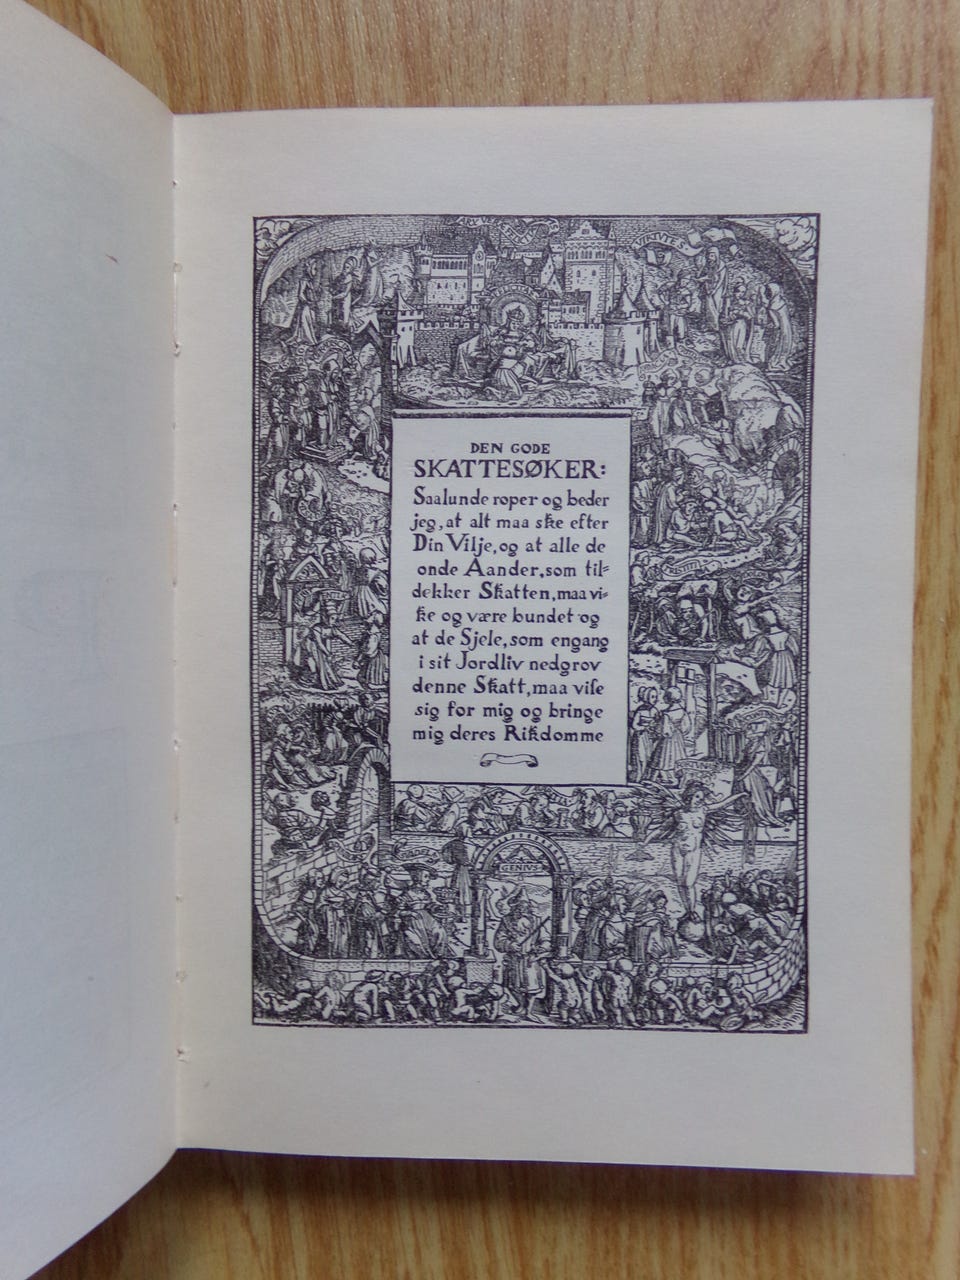 VIRTVTES
DEN GODE
SKATTESØKER:
Saalunde roper og beder
jeg, at alt maa ske efter
Din Vilje, og at alle de
onde Aander, som til=
dekker Skatten, maa vi=
ke og være bundet og
at de Sjele, som engang
i sit Jordliv nedgrov
denne Skatt, maa vise
sig for mig og bringe
mig deres Rikdomme
GENIVS